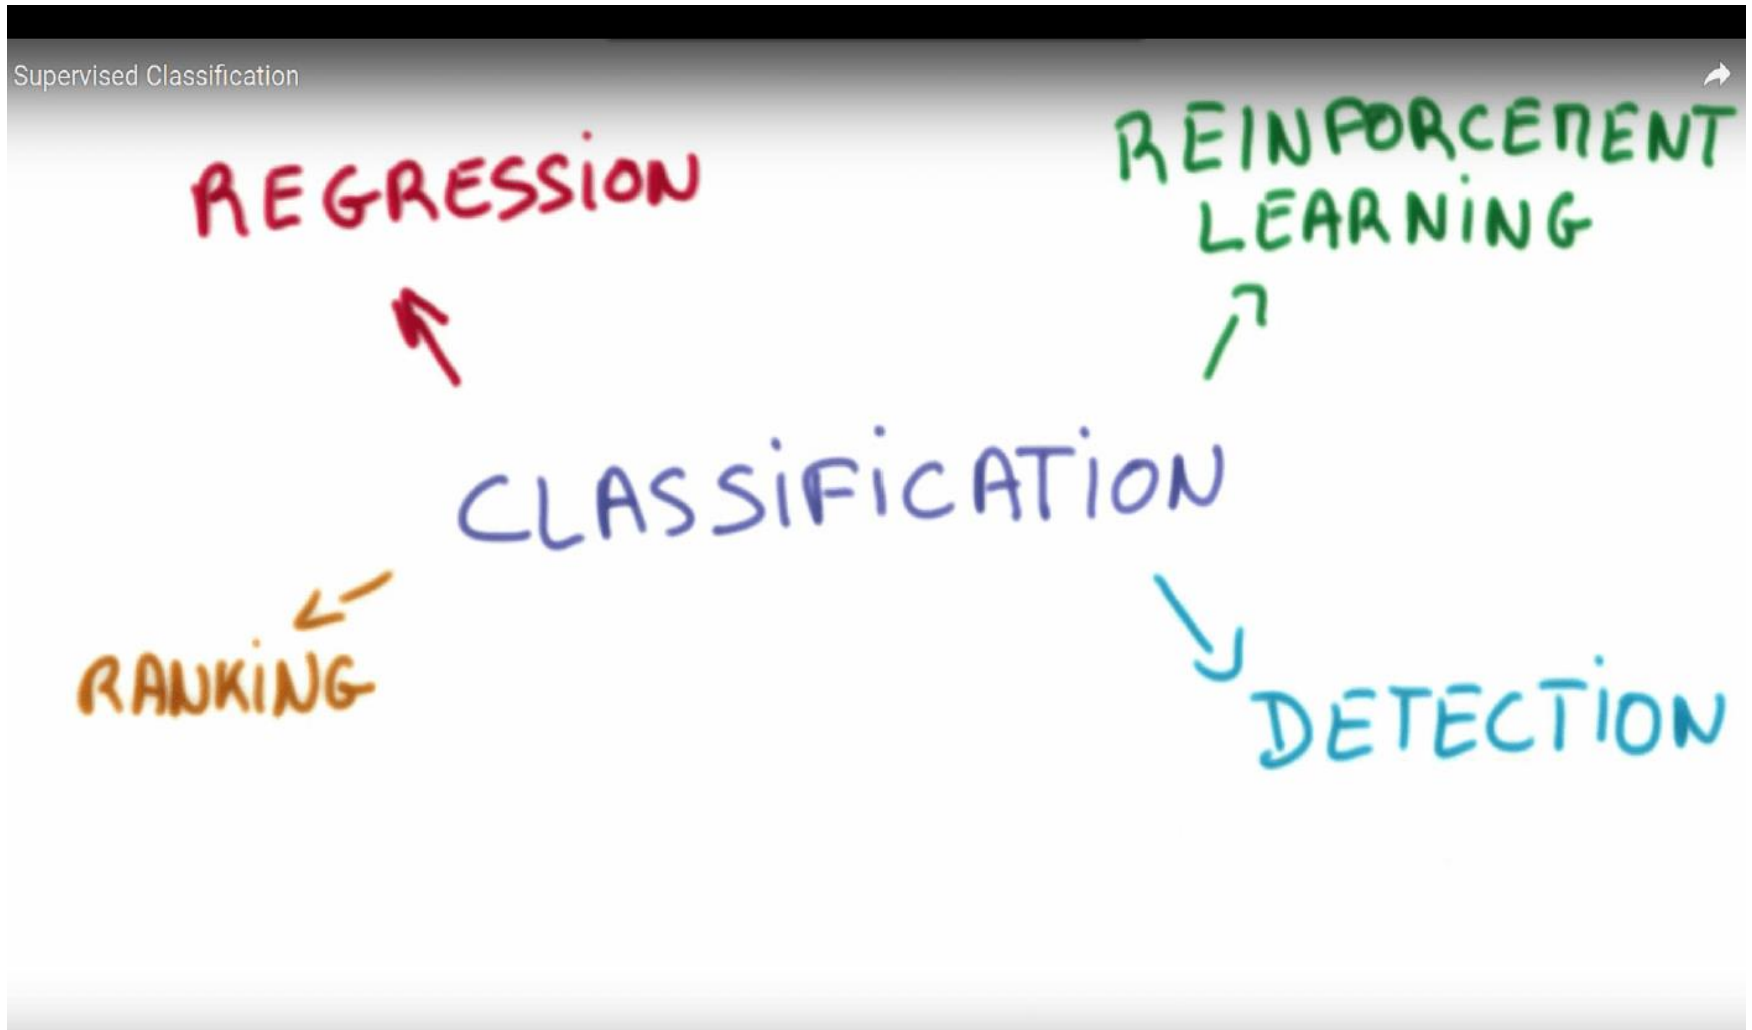 Supervised Classification
REGRESSiON
REINFORCEMENT
LEARNiNG
CLASSiFiCATiON
RANKiNG
DETECTiON